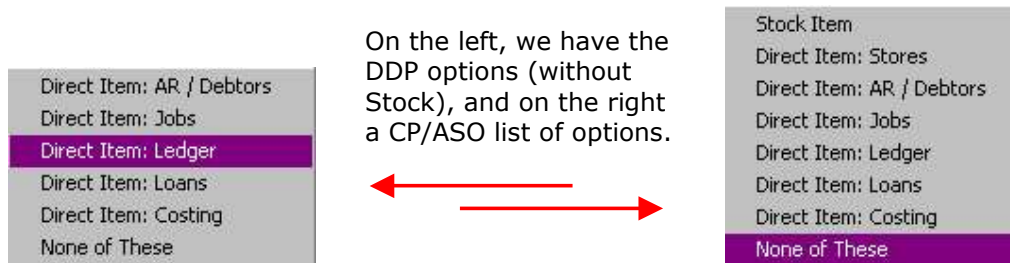 Direct Item: AR / Debtors
Direct Item: Jobs
Direct Item: Ledger
Direct Item: Loans
Direct Item: Costing
None of These
On the left, we have the
DDP options (without
Stock), and on the right
a CP/ASO list of options.
Stock Item
Direct Item: Stores
Direct Item: AR / Debtors
Direct Item: Jobs
Direct Item: Ledger
Direct Item: Loans
Direct Item: Costing
None of These